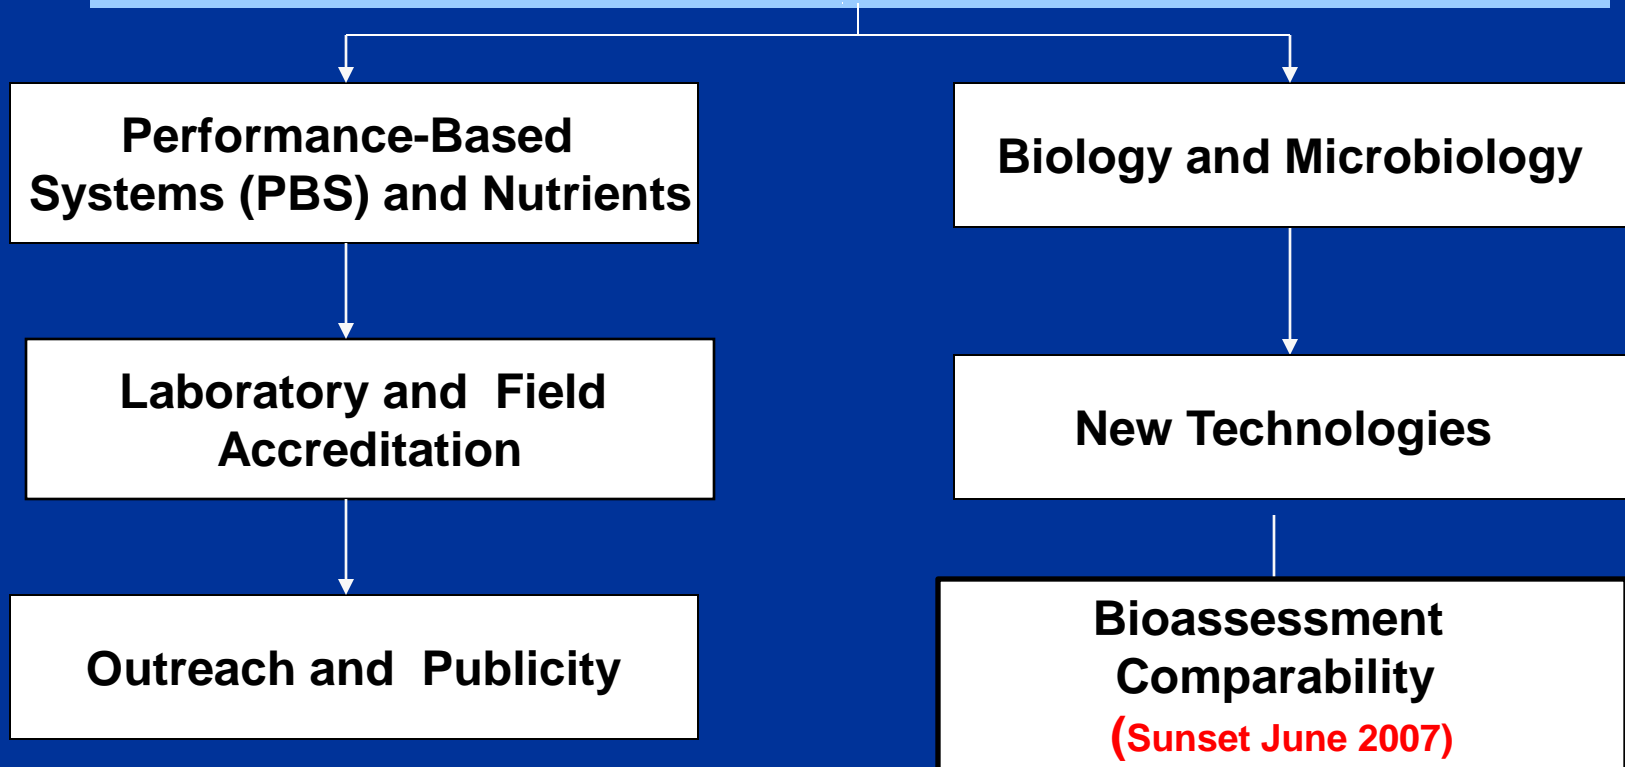 Performance-Based
Systems (PBS) and Nutrients
Biology and Microbiology
Laboratory and Field
Accreditation
New Technologies
Outreach and Publicity
Bioassessment
Comparability
(Sunset June 2007)